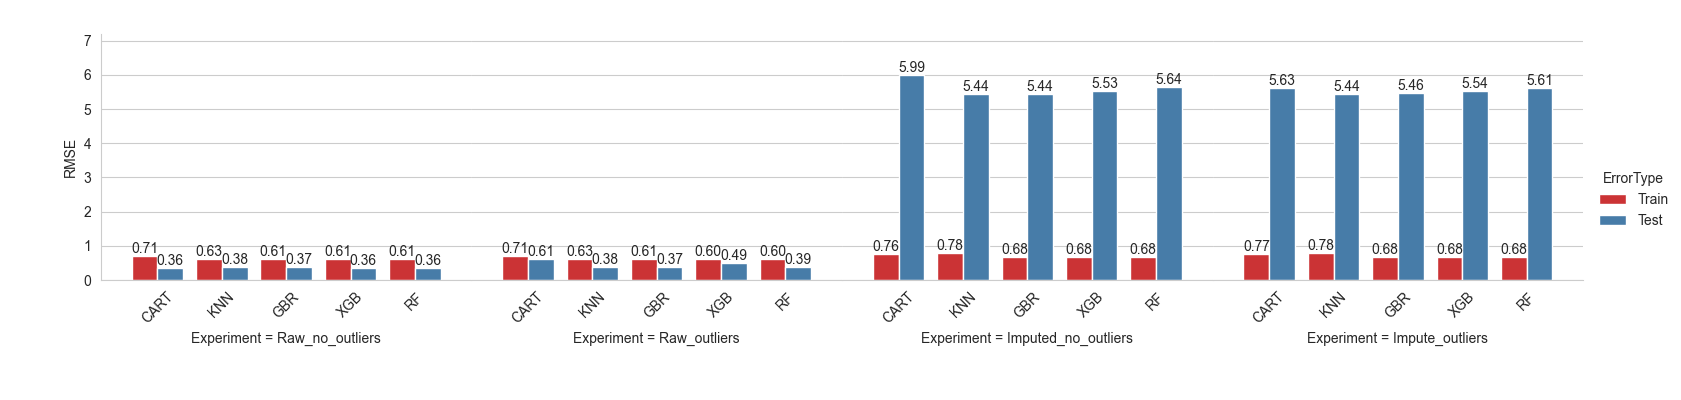 7
6
5
4
3
2
1
0
RMSE
0.71 0.36 0.63 0.38 0.61 0.37 0.61 0.36 0.61 0.36
0.71 0.61 0.63 0.38 0.61 0.37 0.60 0.49 0.60 0.39
0.76 5.99 0.78 5.44 0.68 5.44 0.68 5.53 0.68 5.64
0.77 5.63 0.78 5.44 0.68 5.46 0.68 5.54 0.68 5.61
CART KNN GBR XGB RF
Experiment = Raw_no_outliers
CART KNN GBR XGB RF
Experiment = Raw_outliers
CART KNN GBR XGB RF
Experiment = Imputed_no_outliers
CART KNN GBR XGB RF
Experiment = Impute_outliers
ErrorType
Train
Test